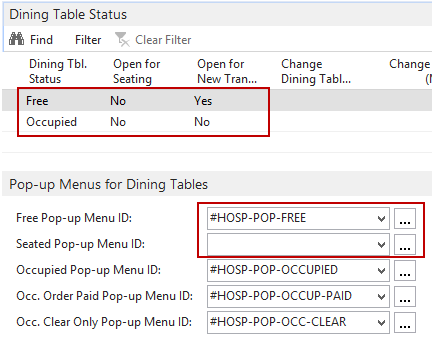 Dining Table Status
Find Filter Clear Filter
Dining Tbl. Open for Open for Change Change
Status Seating New Tran... Dining Tabl... (N
Free No Yes
Occupied No No
Pop-up Menus for Dining Tables
Free Pop-up Menu ID: #HOSP-POP-FREE ...
Seated Pop-up Menu ID: ...
Occupied Pop-up Menu ID: #HOSP-POP-OCCUPIED ...
Occ. Order Paid Pop-up Menu ID: #HOSP-POP-OCCUP-PAID ...
Occ. Clear Only Pop-up Menu ID: #HOSP-POP-OCC-CLEAR ...